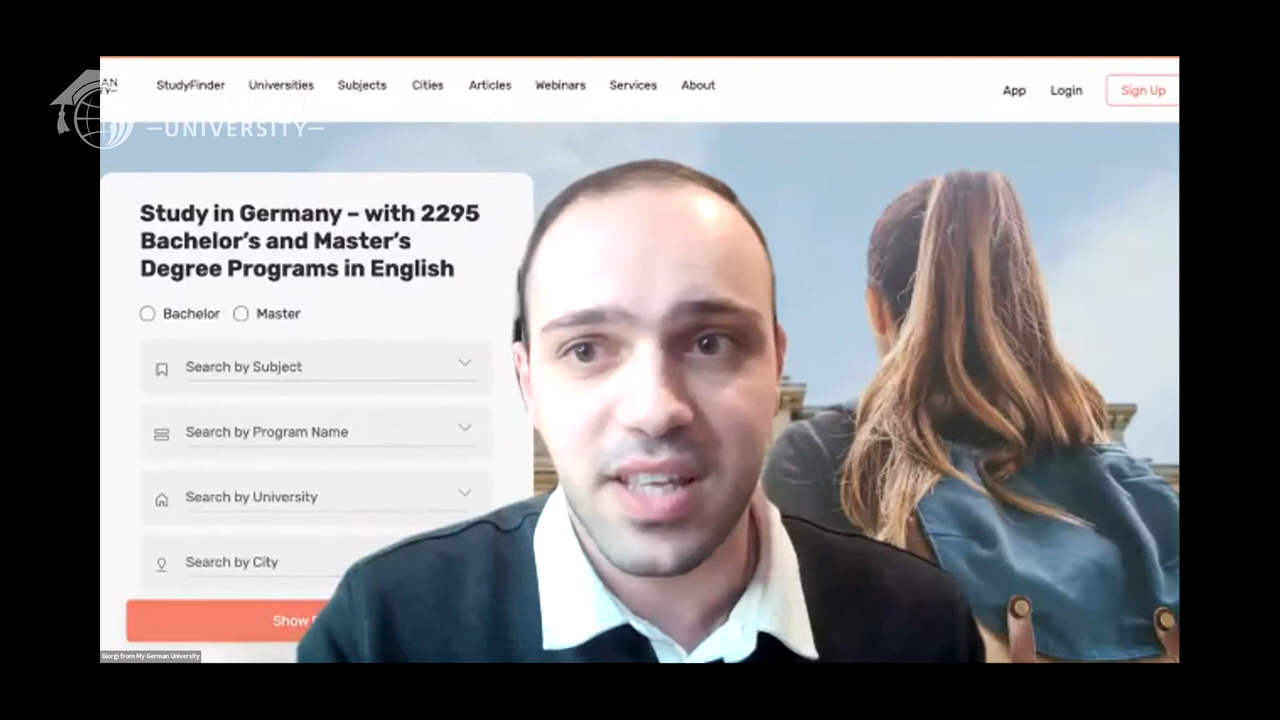 StudyFinder Universities Subjects Cities Articles Webinars Services About
App Login Sign Up
—UNIVERSITY—
Study in Germany – with 2295
Bachelor's and Master's
Degree Programs in English
Bachelor Master
Search by Subject
Search by Program Name
Search by University
Search by City
Show
Giorgi from My German University